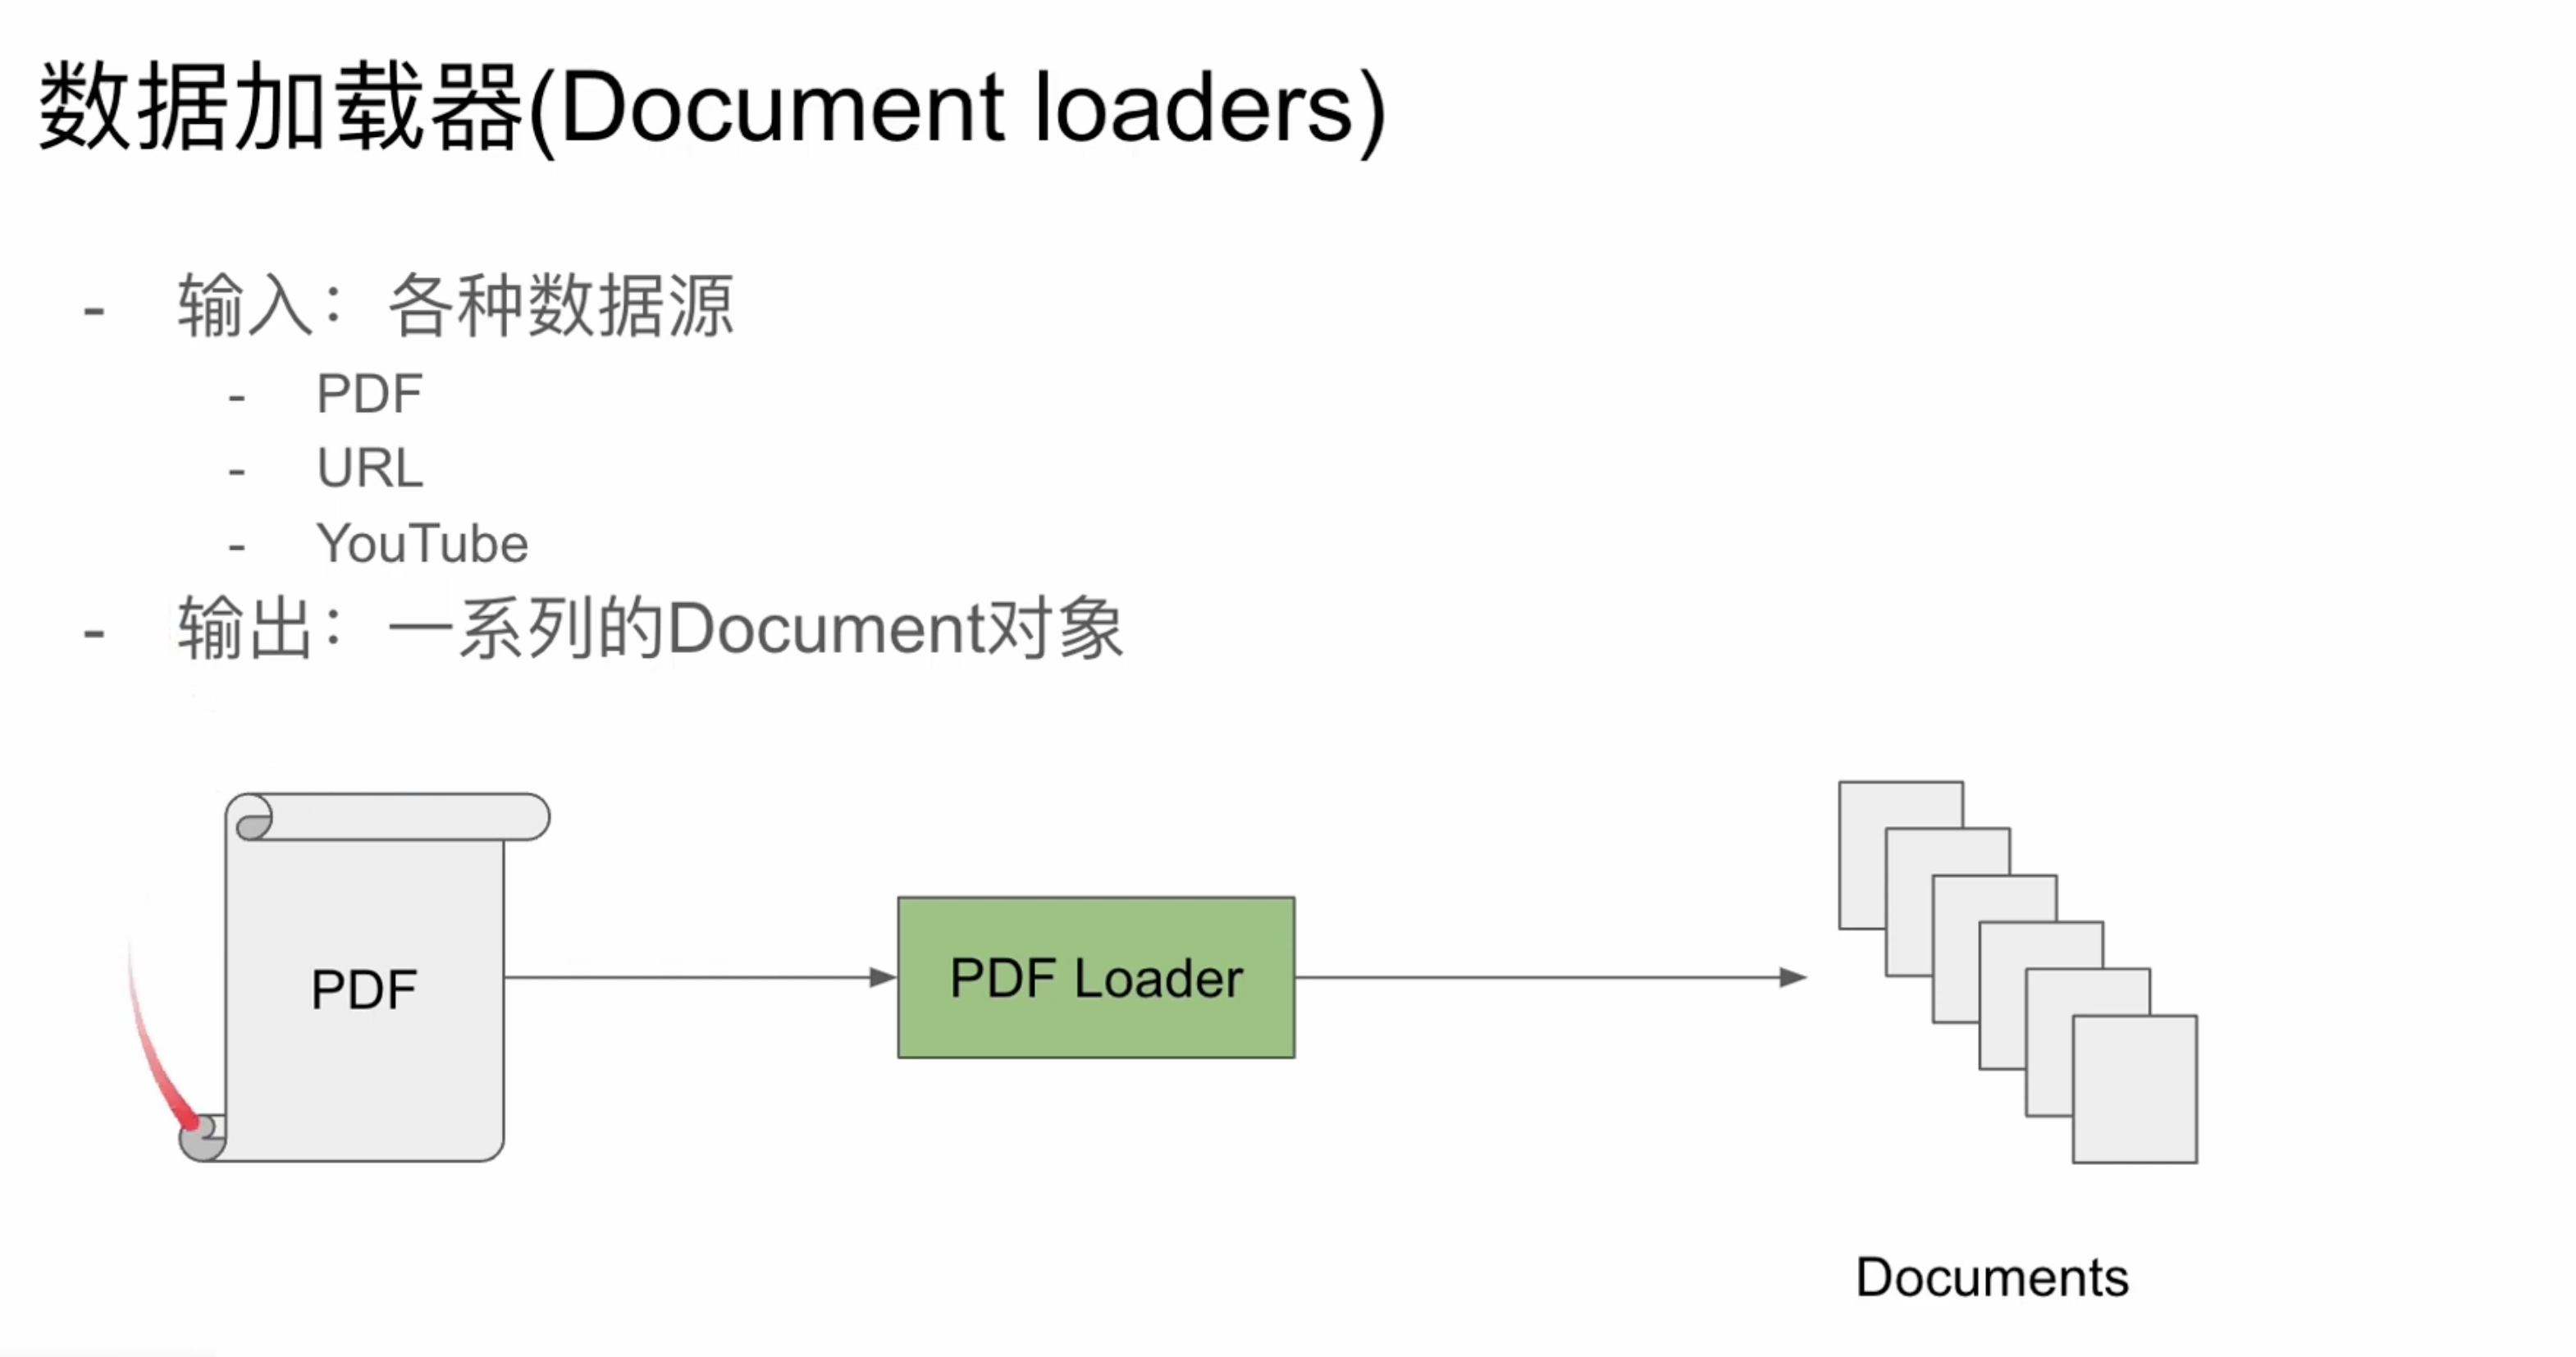 数据加载器(Document loaders)
- 输入：各种数据源
- PDF
- URL
- YouTube
- 输出：一系列的Document对象
PDF
PDF Loader
Documents